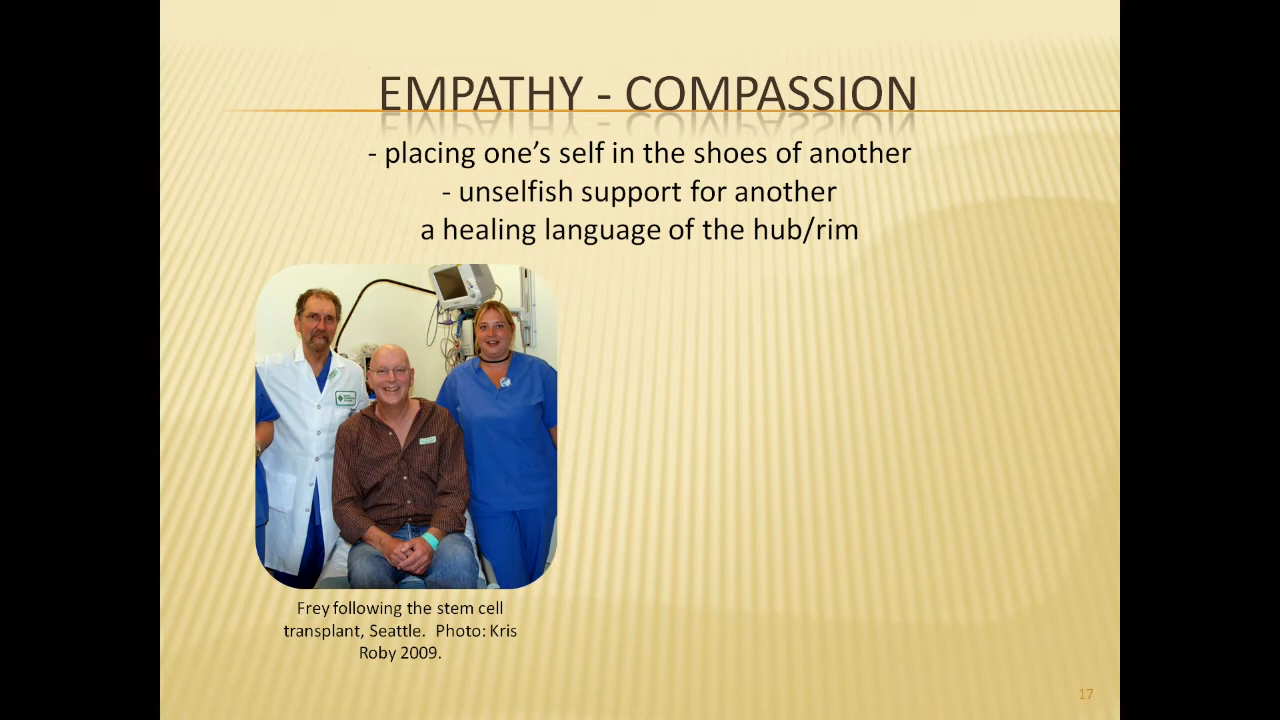 EMPATHY - COMPASSION
- placing one’s self in the shoes of another
- unselfish support for another
a healing language of the hub/rim
Frey following the stem cell
transplant, Seattle.  Photo: Kris
Roby 2009.
17